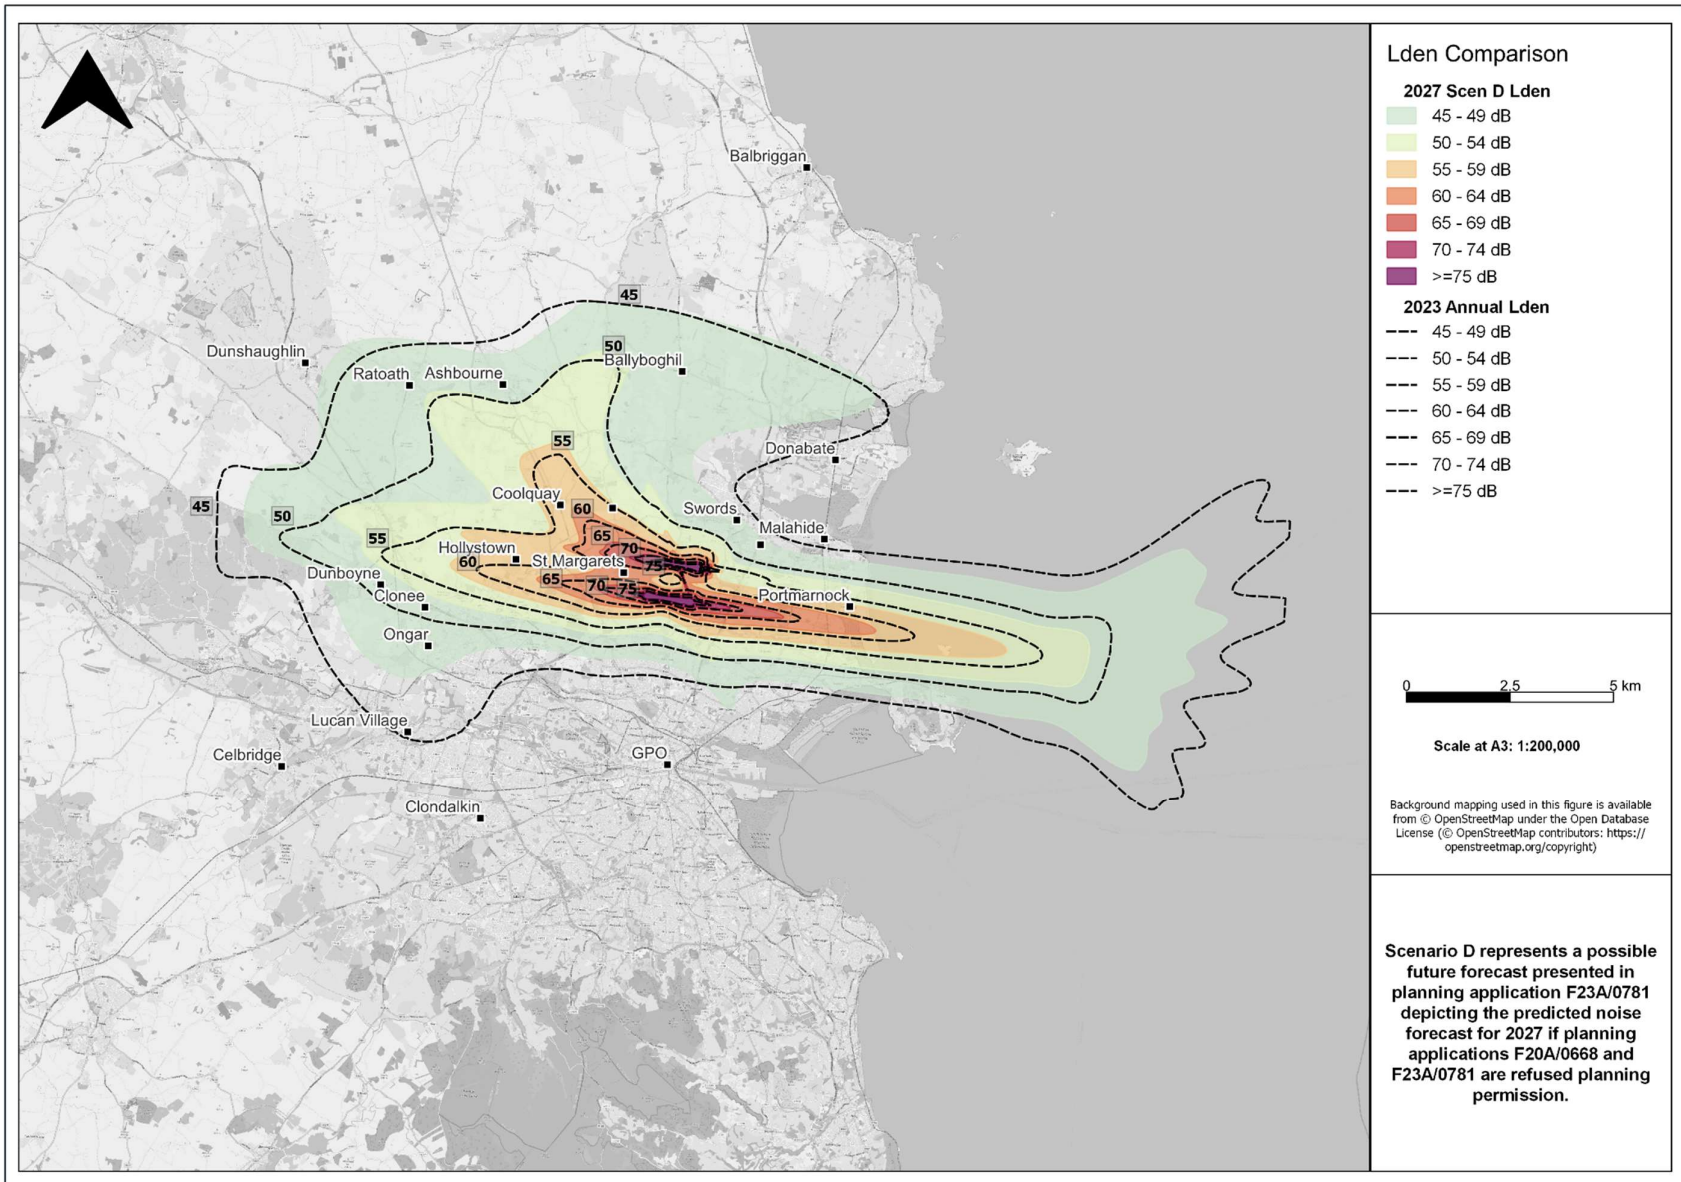 Lden Comparison
2027 Scen D Lden
45 - 49 dB
50 - 54 dB
55 - 59 dB
60 - 64 dB
65 - 69 dB
70 - 74 dB
>=75 dB
2023 Annual Lden
45 - 49 dB
50 - 54 dB
55 - 59 dB
60 - 64 dB
65 - 69 dB
70 - 74 dB
>=75 dB
0 2.5 5 km
Scale at A3: 1:200,000
Background mapping used in this figure is available
from © OpenStreetMap under the Open Database
License (© OpenStreetMap contributors: https://
openstreetmap.org/copyright)
Scenario D represents a possible
future forecast presented in
planning application F23A/0781
depicting the predicted noise
forecast for 2027 if planning
applications F20A/0668 and
F23A/0781 are refused planning
permission.
Balbriggan
45
50
Dunshaughlin
Ballyboghil
Ratoath
Ashbourne
55
Donabate
Coolquay
45
50
60
Swords
Malahide
55
65
Hollystown
70
St Margarets
60
75
Dunboyne
65
70
75
Clonee
Portmarnock
Ongar
Lucan Village
Celbridge
GPO
Clondalkin